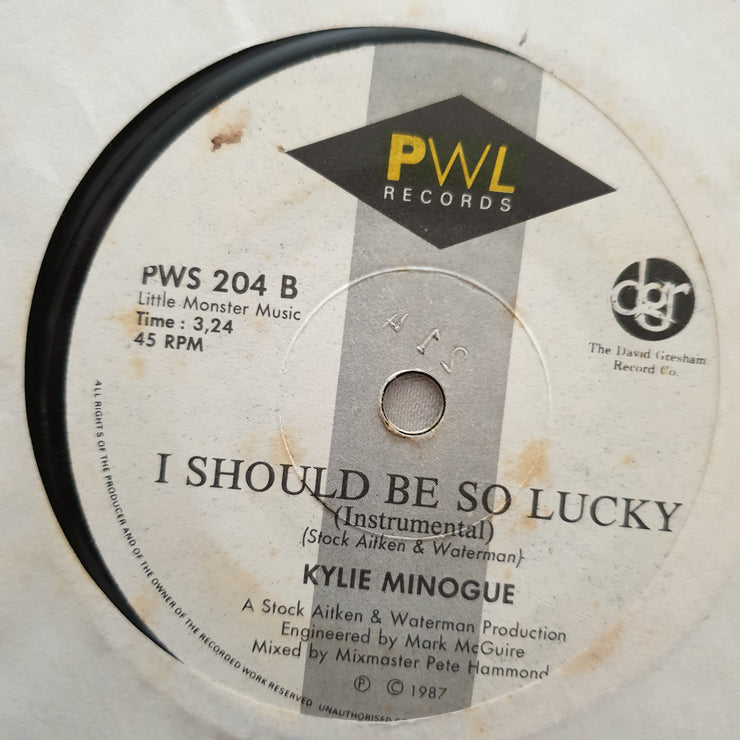 PWL
RECORDS
PWS 204 B
Little Monster Music
Time : 3,24
45 RPM
dgr
The David Gresham
Record Co.
I SHOULD BE SO LUCKY
(Instrumental)
(Stock Aitken & Waterman)
KYLIE MINOGUE
A Stock Aitken & Waterman Production
Engineered by Mark McGuire
Mixed by Mixmaster Pete Hammond
Ⓟ © 1987
ALL RIGHTS OF THE PRODUCER AND OF THE OWNER OF THE RECORDED WORK RESERVED UNAUTHORISED